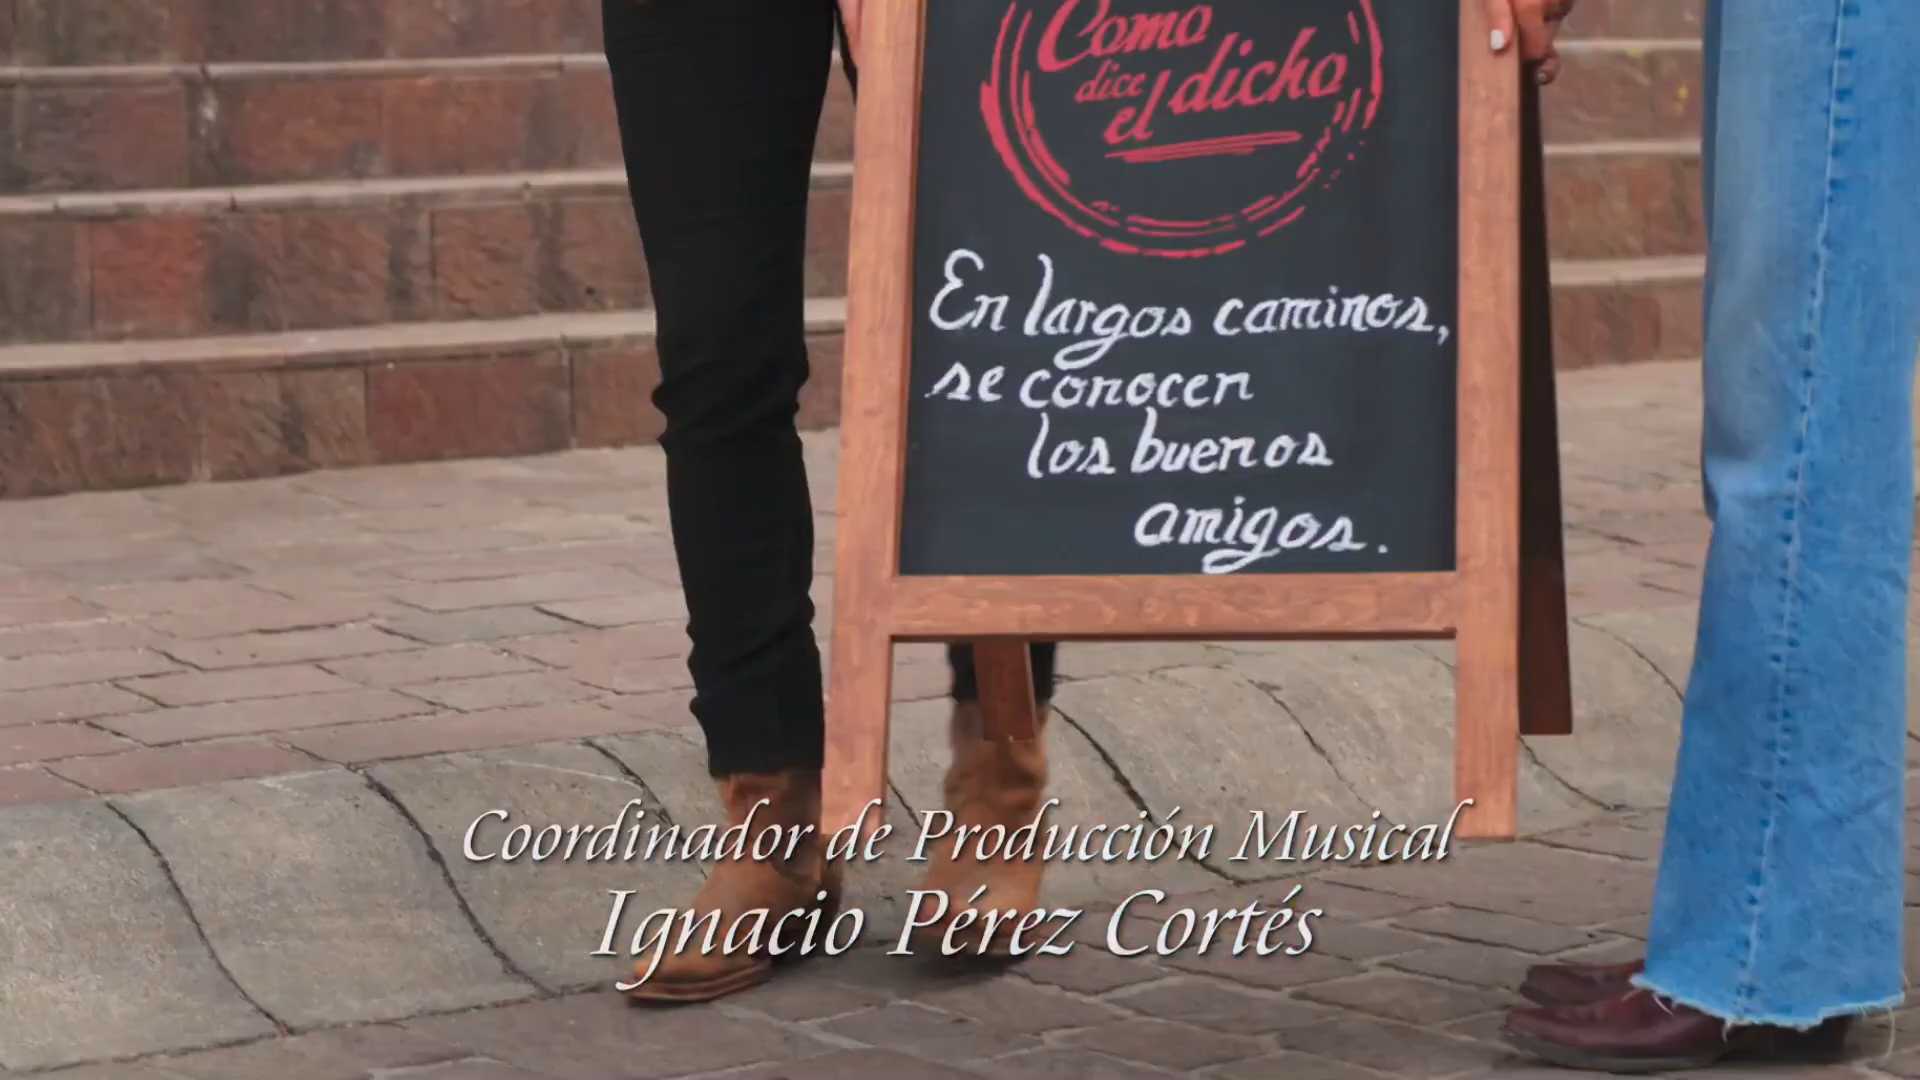 Como
dice
el dicho
En largos caminos,
se conocen
los buenos
amigos.
Coordinador de Producción Musical
Ignacio Pérez Cortés